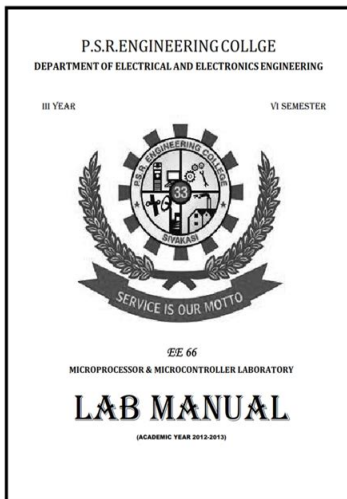 P.S.R.ENGINEERING COLLGE
DEPARTMENT OF ELECTRICAL AND ELECTRONICS ENGINEERING
III YEAR VI SEMESTER
P.S.R. ENGINEERING COLLEGE
33
SIVAKASI
SERVICE IS OUR MOTTO
EE 66
MICROPROCESSOR & MICROCONTROLLER LABORATORY
LAB MANUAL
(ACADEMIC YEAR 2012-2013)